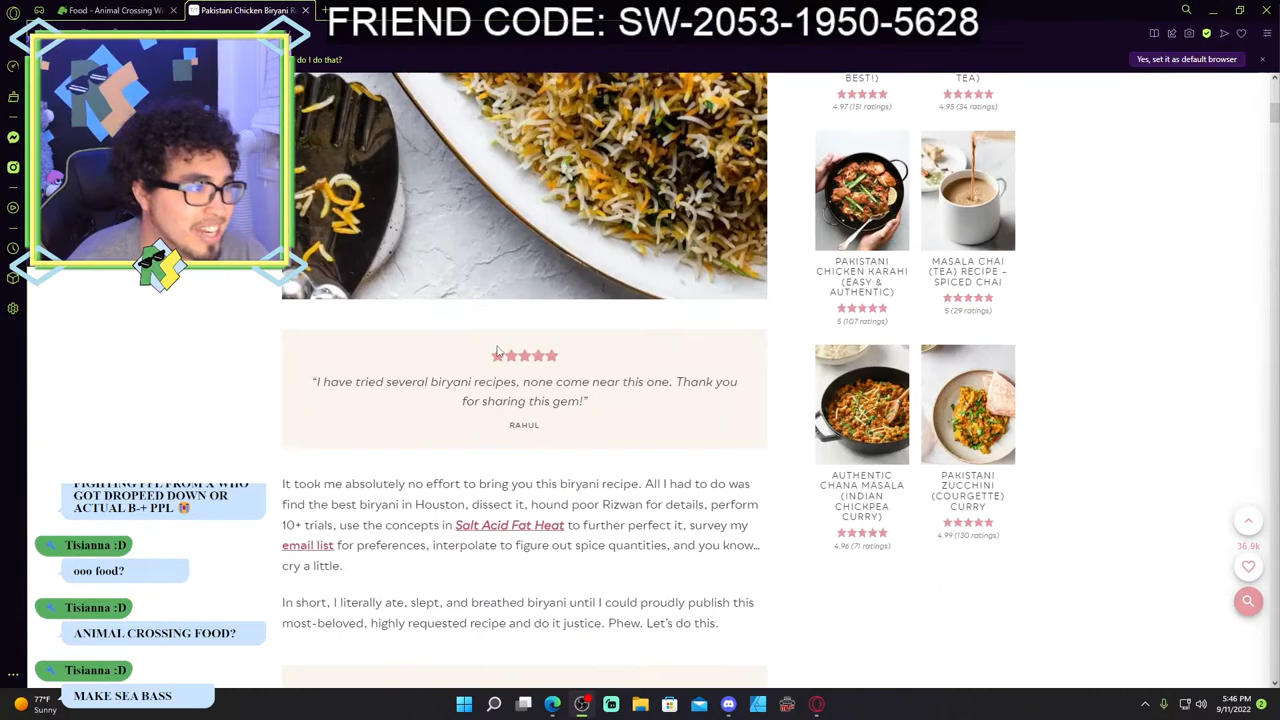 FRIEND CODE: SW-2053-1950-5628
Food - Animal Crossing Wi
Chicken Biryani Re
do I do that?
Yes, set as default browser
BEST!)
4.97 (151 ratings)
TEA)
4.95 (34 ratings)
PAKISTANI
CHICKEN KARAHI
(EASY &
AUTHENTIC)
5 (107 ratings)
MASALA CHAI
(TEA) RECIPE –
SPICED CHAI
5 (29 ratings)
“I have tried several biryani recipes, none come near this one. Thank you
for sharing this gem!”
RAHUL
AUTHENTIC
CHANA MASALA
(INDIAN
CHICKPEA
CURRY)
4.96 (71 ratings)
PAKISTANI
ZUCCHINI
(COURGETTE)
CURRY
4.99 (130 ratings)
It took me absolutely no effort to bring you this biryani recipe. All I had to do was
find the best biryani in Houston, dissect it, hound poor Rizwan for details, perform
10+ trials, use the concepts in Salt Acid Fat Heat to further perfect it, survey my
email list for preferences, interpolate to figure out spice quantities, and you know...
cry a little.
In short, I literally ate, slept, and breathed biryani until I could proudly publish this
most-beloved, highly requested recipe and do it justice. Phew. Let’s do this.
36.9k
FIGHTING PPL FROM X WHO
GOT DROPEED DOWN OR
ACTUAL B-+ PPL
Tisianna :D
ooo food?
Tisianna :D
ANIMAL CROSSING FOOD?
Tisianna :D
MAKE SEA BASS
77°F
Sunny
5:46 PM
9/11/2022